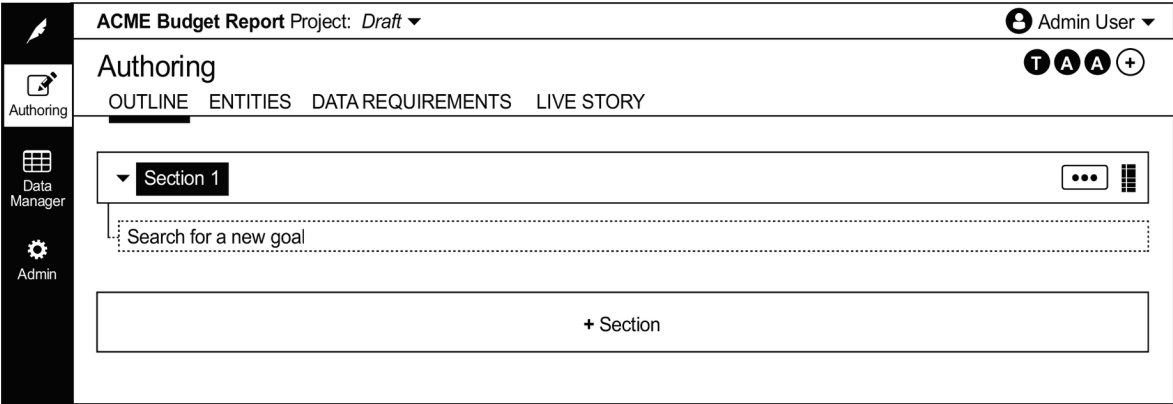 ACME Budget Report Project: Draft
Admin User
Authoring
T A A +
OUTLINE ENTITIES DATA REQUIREMENTS LIVE STORY
Authoring
Data
Manager
Admin
Section 1
Search for a new goal
+ Section